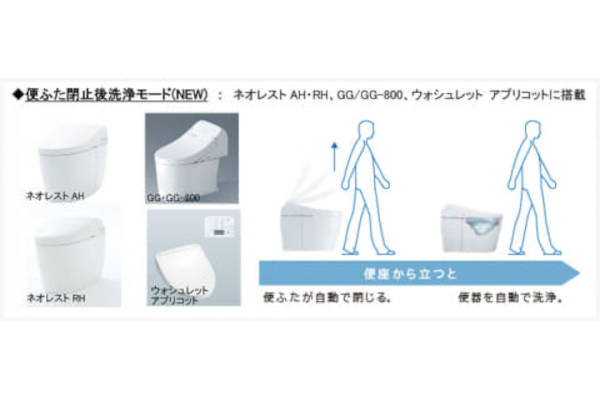 ◆便ふた閉止後洗浄モード(NEW) : ネオレスト AH・RH、GG/GG-800、ウォシュレット アプリコットに搭載
ネオレスト AH
GG・GG-800
ネオレスト RH
ウォシュレット
アプリコット
便座から立つと
便ふたが自動で閉じる。
便器を自動で洗浄。